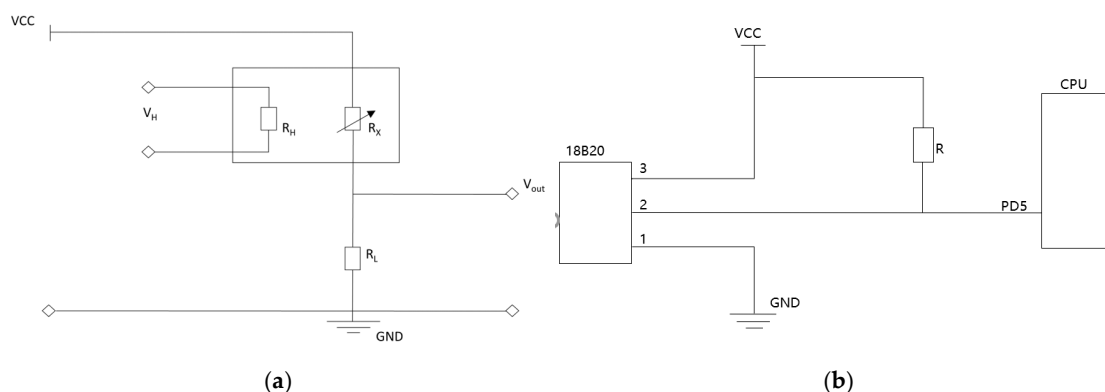 VCC
V_H
R_H
R_X
V_out
R_L
GND
(a)
VCC
CPU
R
18B20
3
2
PD5
1
GND
(b)